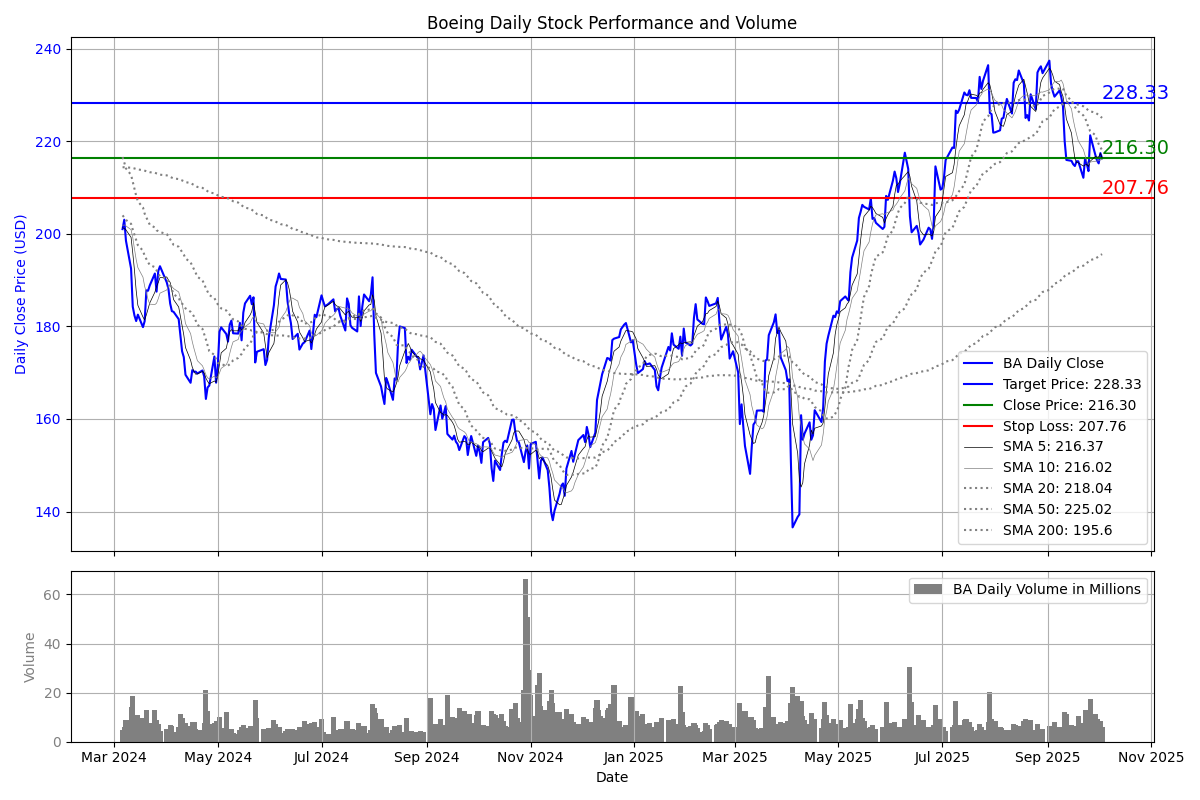 Boeing Daily Stock Performance and Volume
240
220
200
180
160
140
Daily Close Price (USD)
228.33
216.30
207.76
BA Daily Close
Target Price: 228.33
Close Price: 216.30
Stop Loss: 207.76
SMA 5: 216.37
SMA 10: 216.02
SMA 20: 218.04
SMA 50: 225.02
SMA 200: 195.6
60
40
20
0
Volume
BA Daily Volume in Millions
Mar 2024 May 2024 Jul 2024 Sep 2024 Nov 2024 Jan 2025 Mar 2025 May 2025 Jul 2025 Sep 2025 Nov 2025
Date